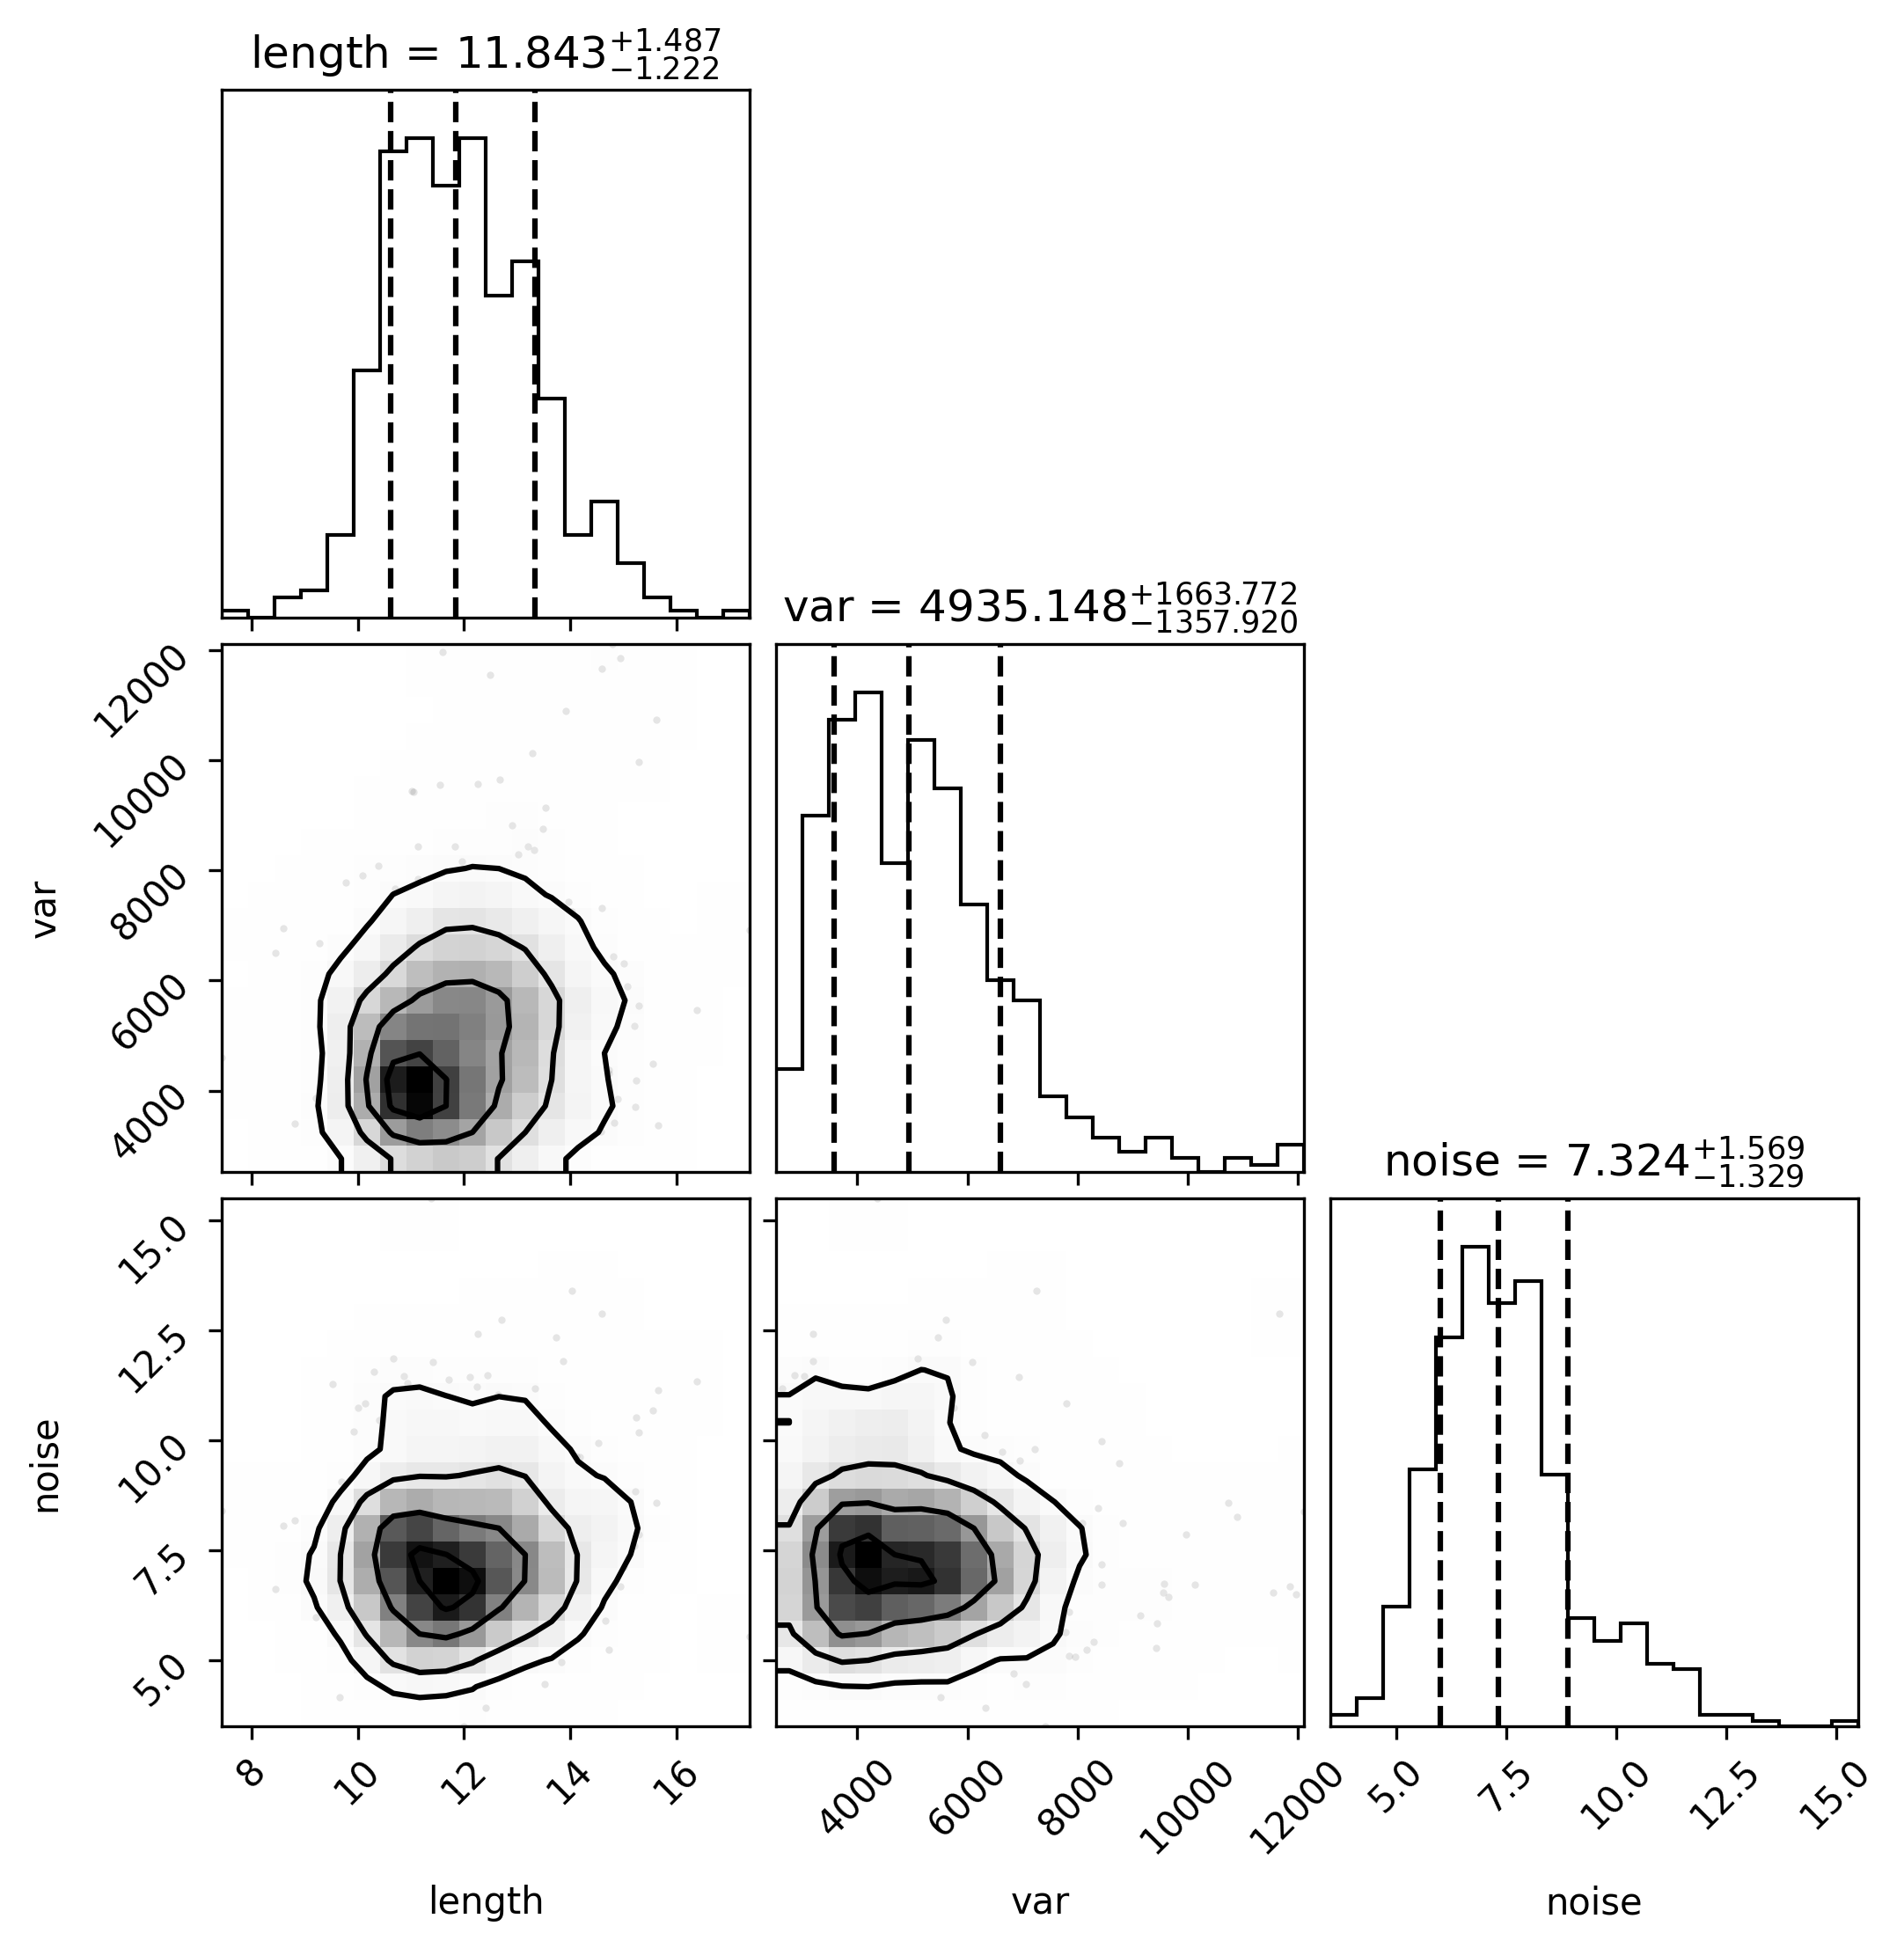 length = 11.843+1.487−1.222
var = 4935.148+1663.772−1357.920
12000
10000
8000
6000
4000
var
noise = 7.324+1.569−1.329
15.0
12.5
10.0
7.5
5.0
noise
8 10 12 14 16
4000 6000 8000 10000 12000
5.0 7.5 10.0 12.5 15.0
length var noise